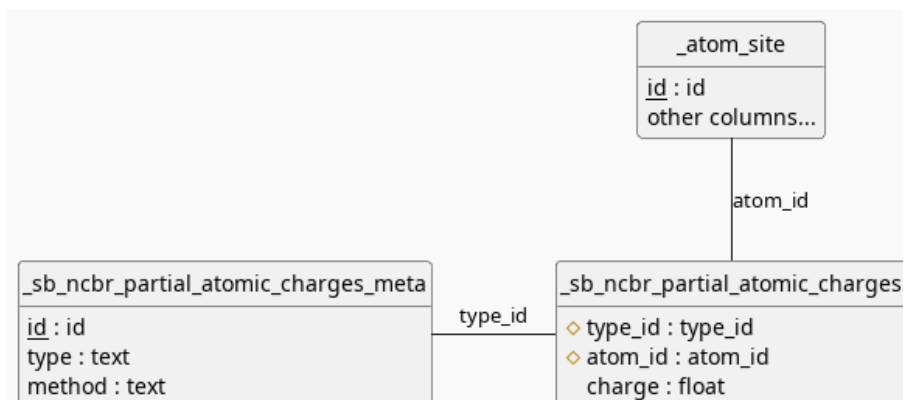 _atom_site
id : id
other columns...
atom_id
_sb_ncbr_partial_atomic_charges_meta
id : id
type : text
method : text
type_id
_sb_ncbr_partial_atomic_charges
type_id : type_id
atom_id : atom_id
charge : float